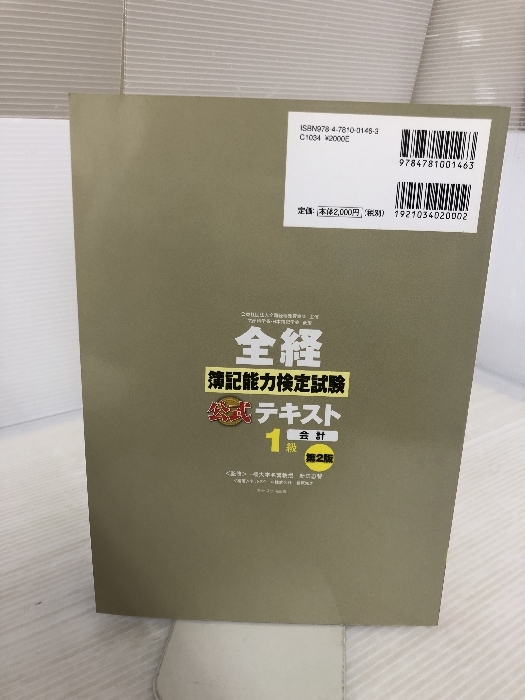 ISBN978-4-7810-0146-3
C1034 ¥2000E
9784781001463
定価:本体2,000円(税別)
1921034020002
全経
簿記能力検定試験
公式テキスト
1級 会計
第2版